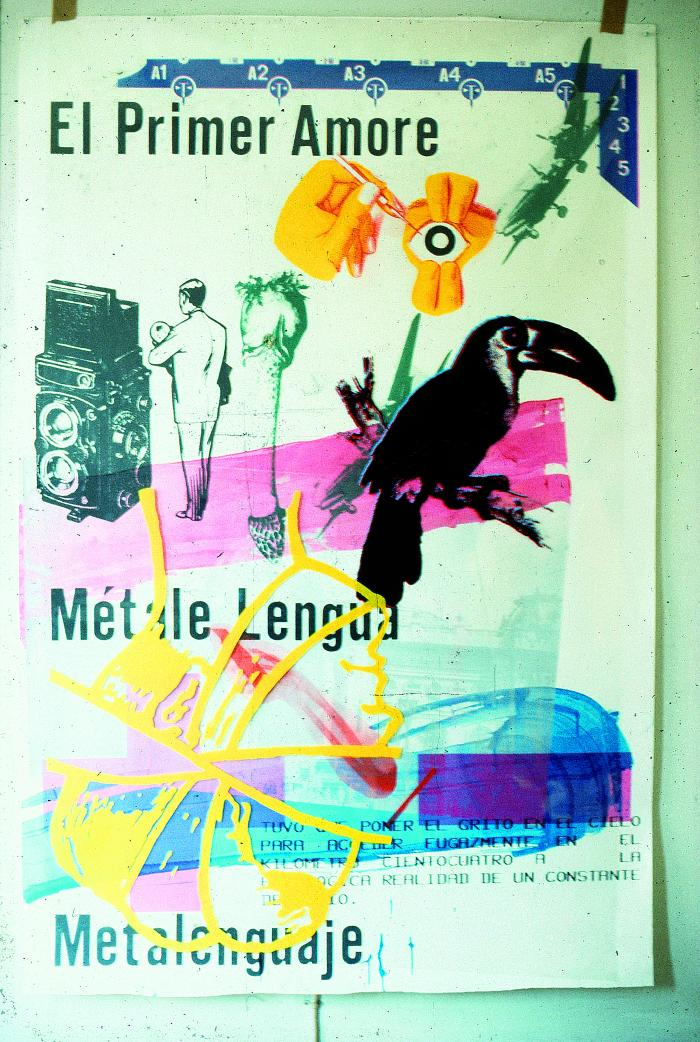 A1 A2 A3 A4 A5 1
2
3
4
5
El Primer Amore
Métale Lengua
TUVO QUE PONER EL GRITO EN EL CIELO
PARA ACCEDER FUGAZMENTE EN EL
KILOMETRO CIENTOCUATRO A LA
REALIDAD DE UN CONSTANTE
Metalenguaje